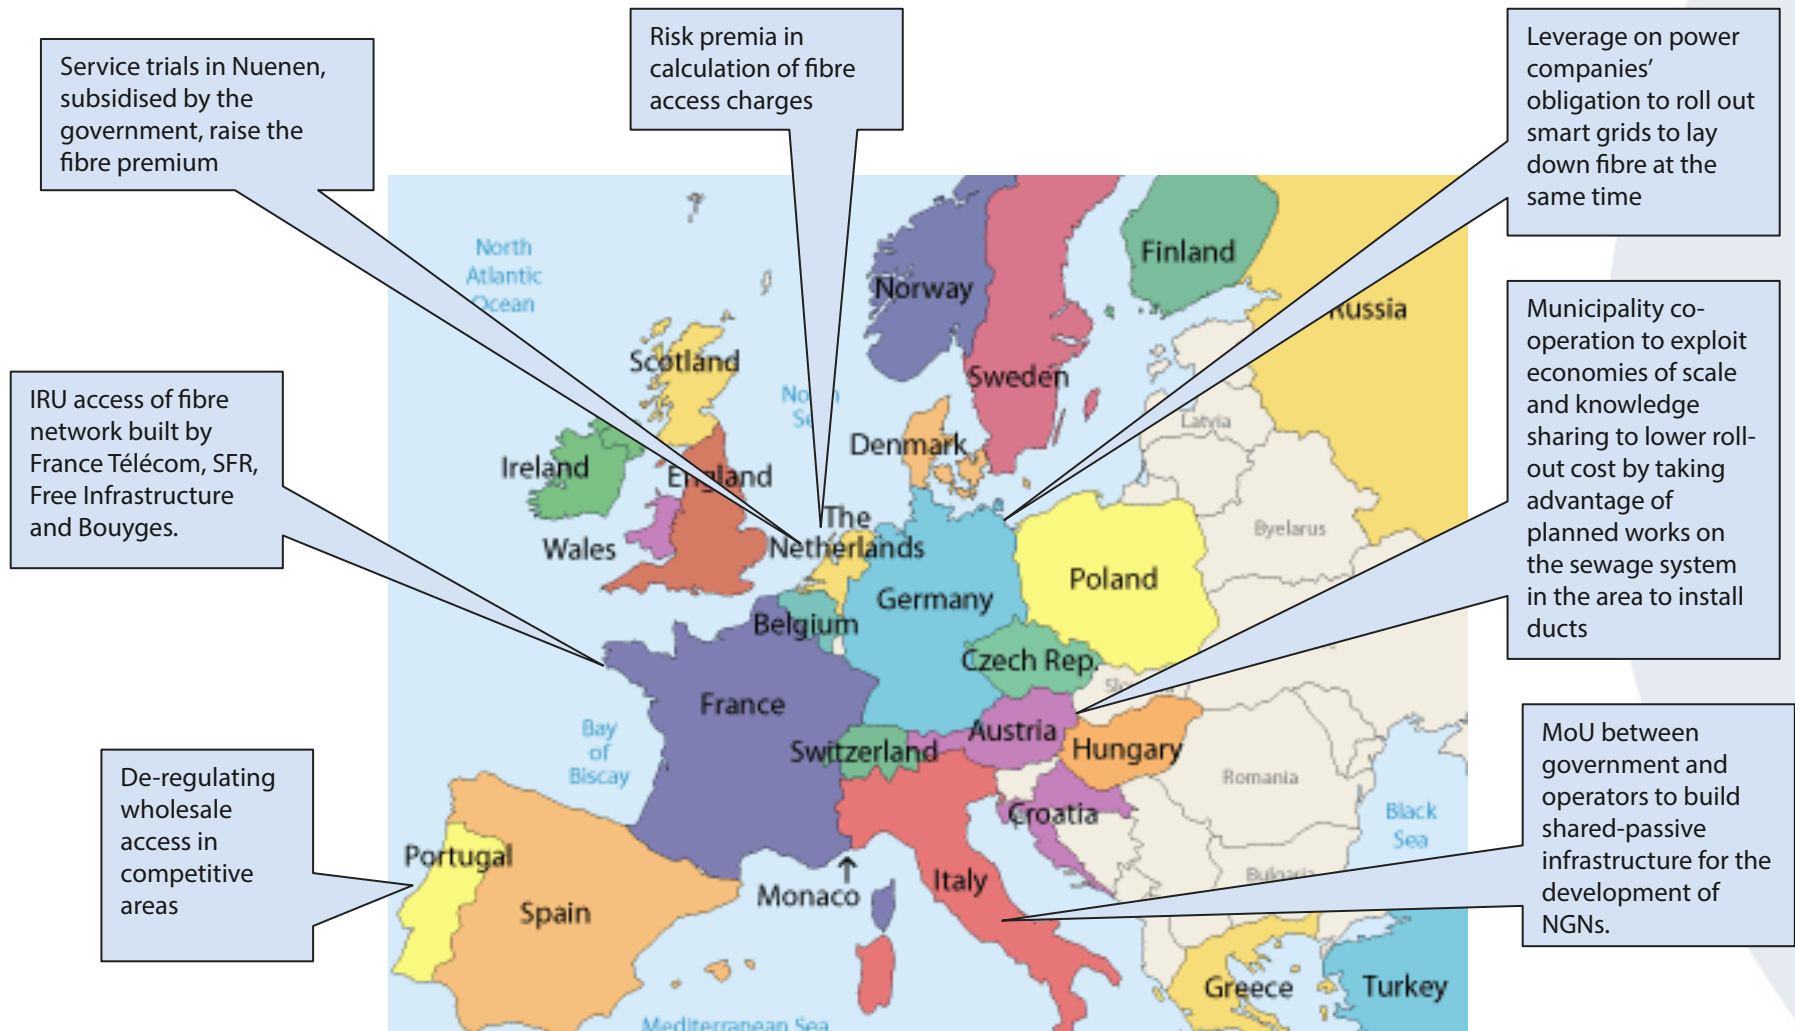 Service trials in Nuenen,
subsidised by the
government, raise the
fibre premium
Risk premia in
calculation of fibre
access charges
Leverage on power
companies’
obligation to roll out
smart grids to lay
down fibre at the
same time
IRU access of fibre
network built by
France Télécom, SFR,
Free Infrastructure
and Bouyges.
Municipality co-
operation to exploit
economies of scale
and knowledge
sharing to lower roll-
out cost by taking
advantage of
planned works on
the sewage system
in the area to install
ducts
De-regulating
wholesale
access in
competitive
areas
MoU between
government and
operators to build
shared-passive
infrastructure for the
development of
NGNs.
North
Atlantic
Ocean
Norway
Finland
Russia
Scotland
Sweden
North
Sea
Denmark
Latvia
Ireland
England
Wales
The
Netherlands
Byelarus
Poland
Germany
Belgium
Czech Rep.
France
Bay
of
Biscay
Switzerland
Austria
Hungary
Romania
Croatia
Black
Sea
Portugal
Spain
Monaco
Italy
Bulgaria
Greece
Turkey
Mediterranean Sea